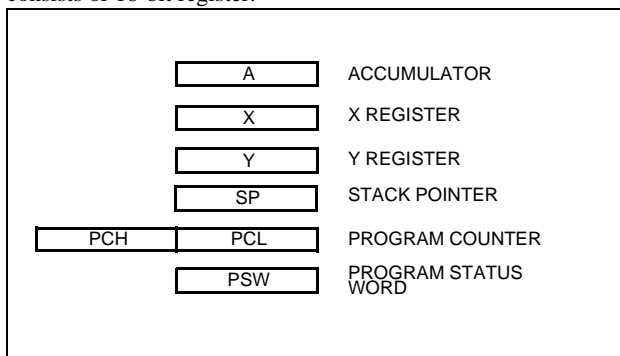 consists of 16-bit register.
A ACCUMULATOR
X X REGISTER
Y Y REGISTER
SP STACK POINTER
PCH PCL PROGRAM COUNTER
PSW PROGRAM STATUS
WORD